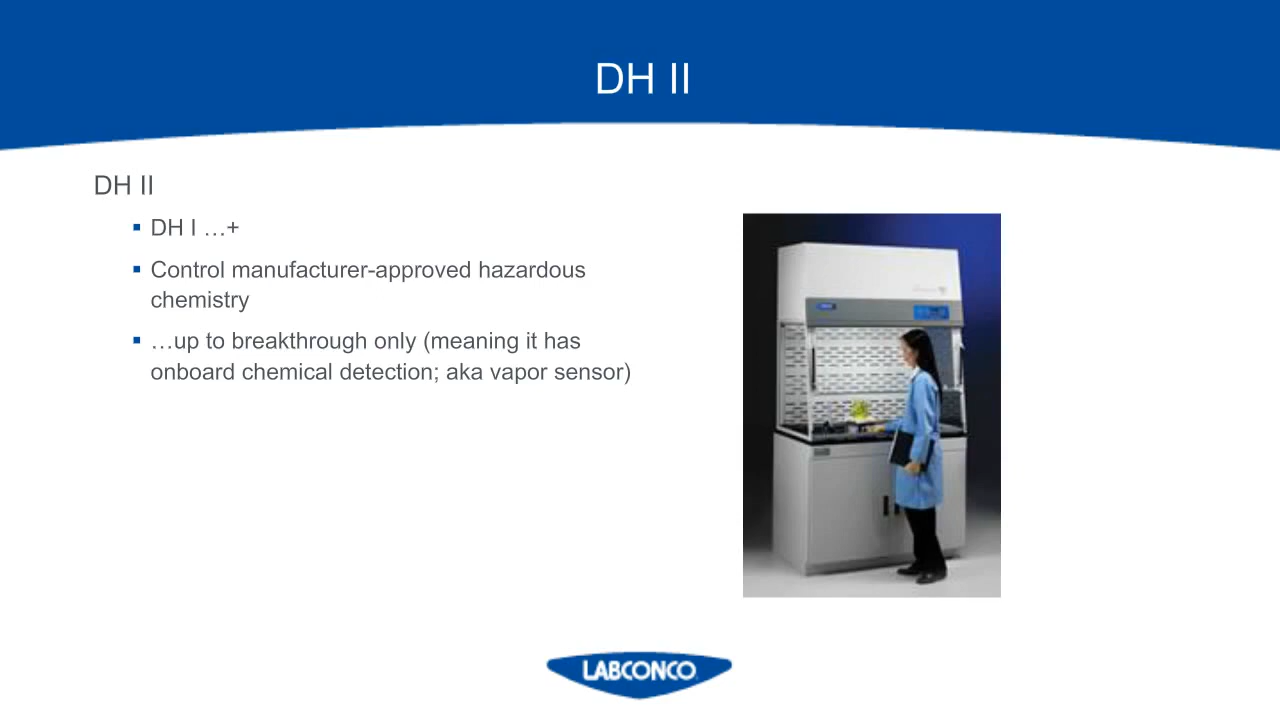 DH II
DH II
▪ DH I …+
▪ Control manufacturer-approved hazardous
chemistry
▪ …up to breakthrough only (meaning it has
onboard chemical detection; aka vapor sensor)
LABCONCO